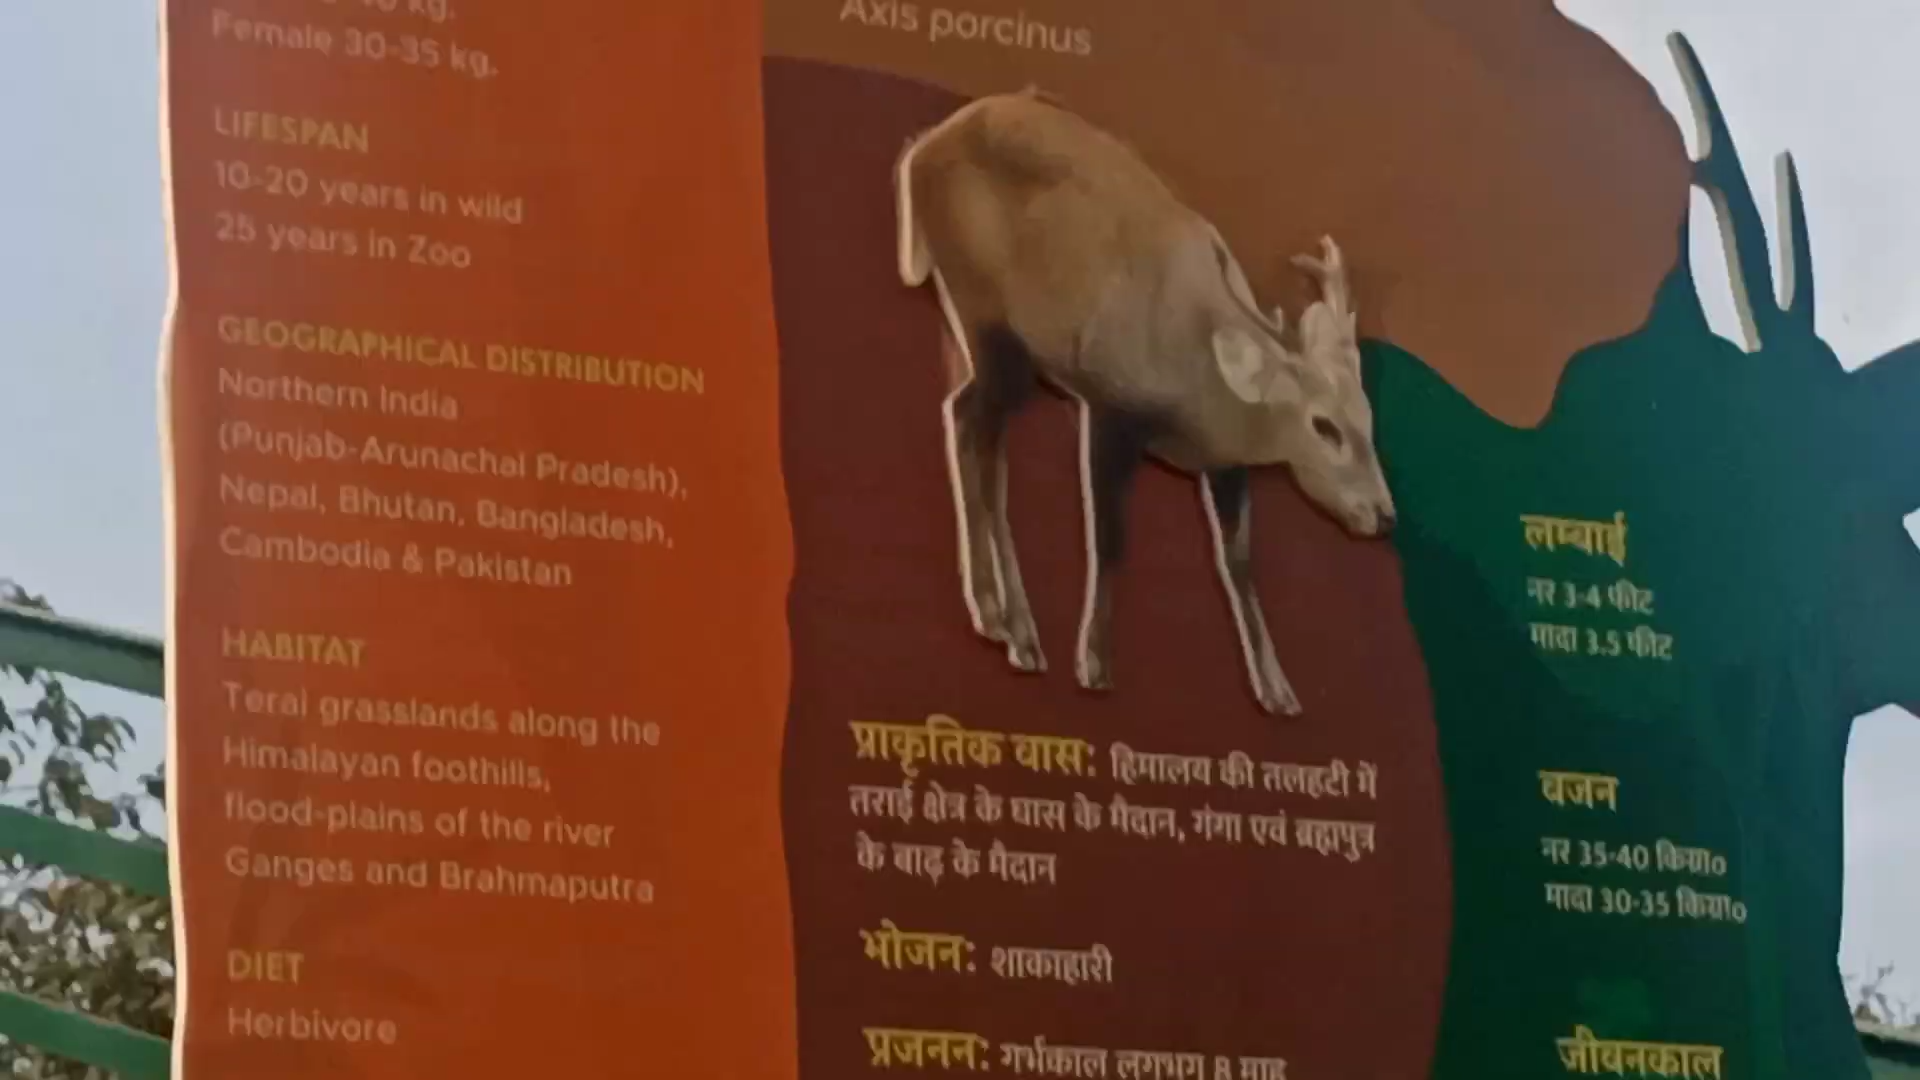 Female 30-35 kg.
LIFESPAN
10-20 years in wild
25 years in Zoo
GEOGRAPHICAL DISTRIBUTION
Northern India
(Punjab-Arunachal Pradesh),
Nepal, Bhutan, Bangladesh,
Cambodia & Pakistan
HABITAT
Terai grasslands along the
Himalayan foothills,
flood-plains of the river
Ganges and Brahmaputra
DIET
Herbivore
Axis porcinus
प्राकृतिक वास: हिमालय की तलहटी में
तराई क्षेत्र के घास के मैदान, गंगा एवं ब्रहापुत्र
के बाढ़ के मैदान
भोजन: शाकाहारी
प्रजनन: गर्भकाल लगभग 8 माह
लम्बाई
नर 3-4 फीट
मादा 3.5 फीट
वजन
नर 35-40 किग्रा०
मादा 30-35 किग्रा०
जीवनकाल